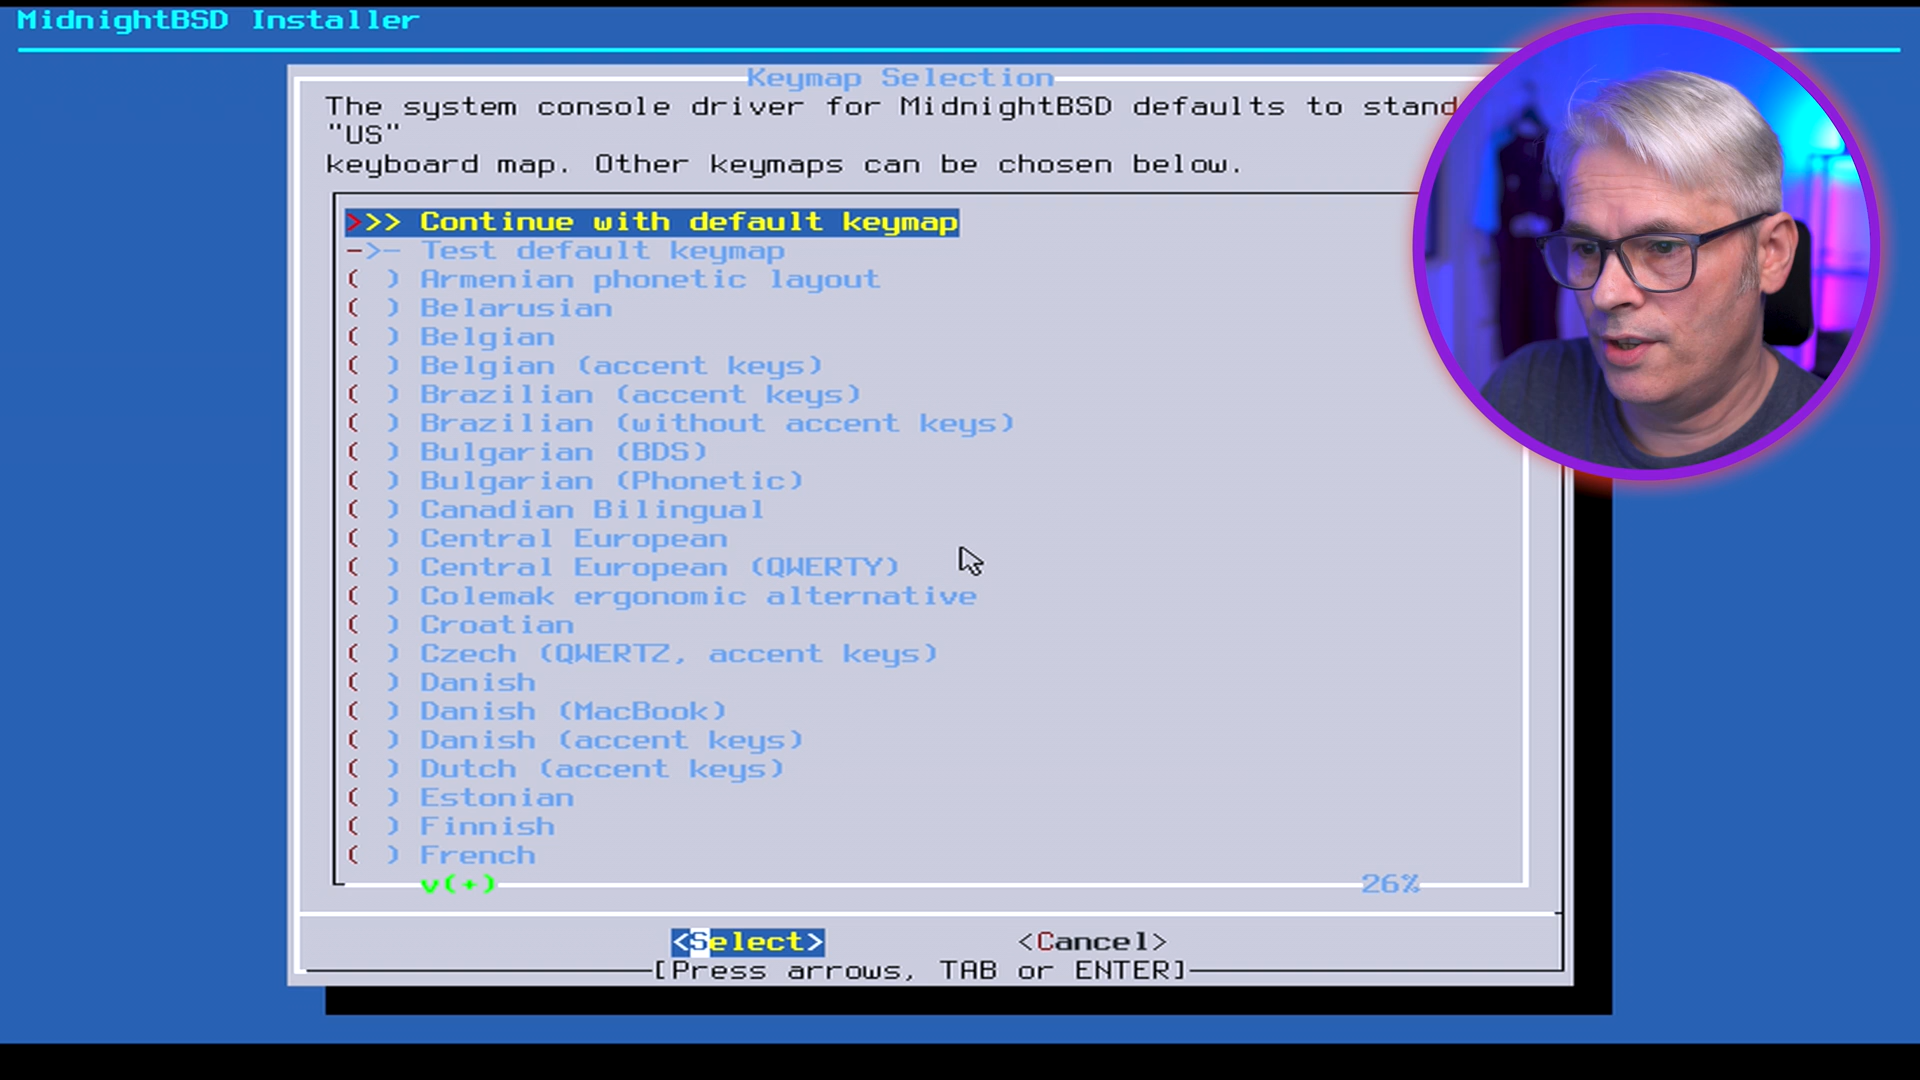 MidnightBSD Installer
Keymap Selection
The system console driver for MidnightBSD defaults to stand
"US"
keyboard map. Other keymaps can be chosen below.
>>> Continue with default keymap
->- Test default keymap
( ) Armenian phonetic layout
( ) Belarusian
( ) Belgian
( ) Belgian (accent keys)
( ) Brazilian (accent keys)
( ) Brazilian (without accent keys)
( ) Bulgarian (BDS)
( ) Bulgarian (Phonetic)
( ) Canadian Bilingual
( ) Central European
( ) Central European (QWERTY)
( ) Colemak ergonomic alternative
( ) Croatian
( ) Czech (QWERTZ, accent keys)
( ) Danish
( ) Danish (MacBook)
( ) Danish (accent keys)
( ) Dutch (accent keys)
( ) Estonian
( ) Finnish
( ) French
v(+) 26%
<Select> <Cancel>
[Press arrows, TAB or ENTER]